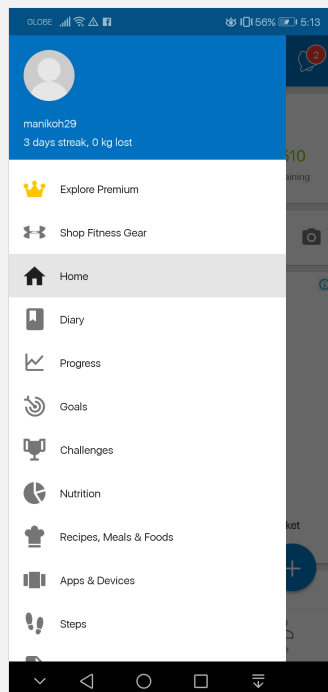 GLOBE 56% 5:13
2
manikoh29
3 days streak, 0 kg lost
Explore Premium
Shop Fitness Gear
Home
Diary
Progress
Goals
Challenges
Nutrition
Recipes, Meals & Foods
Apps & Devices
Steps